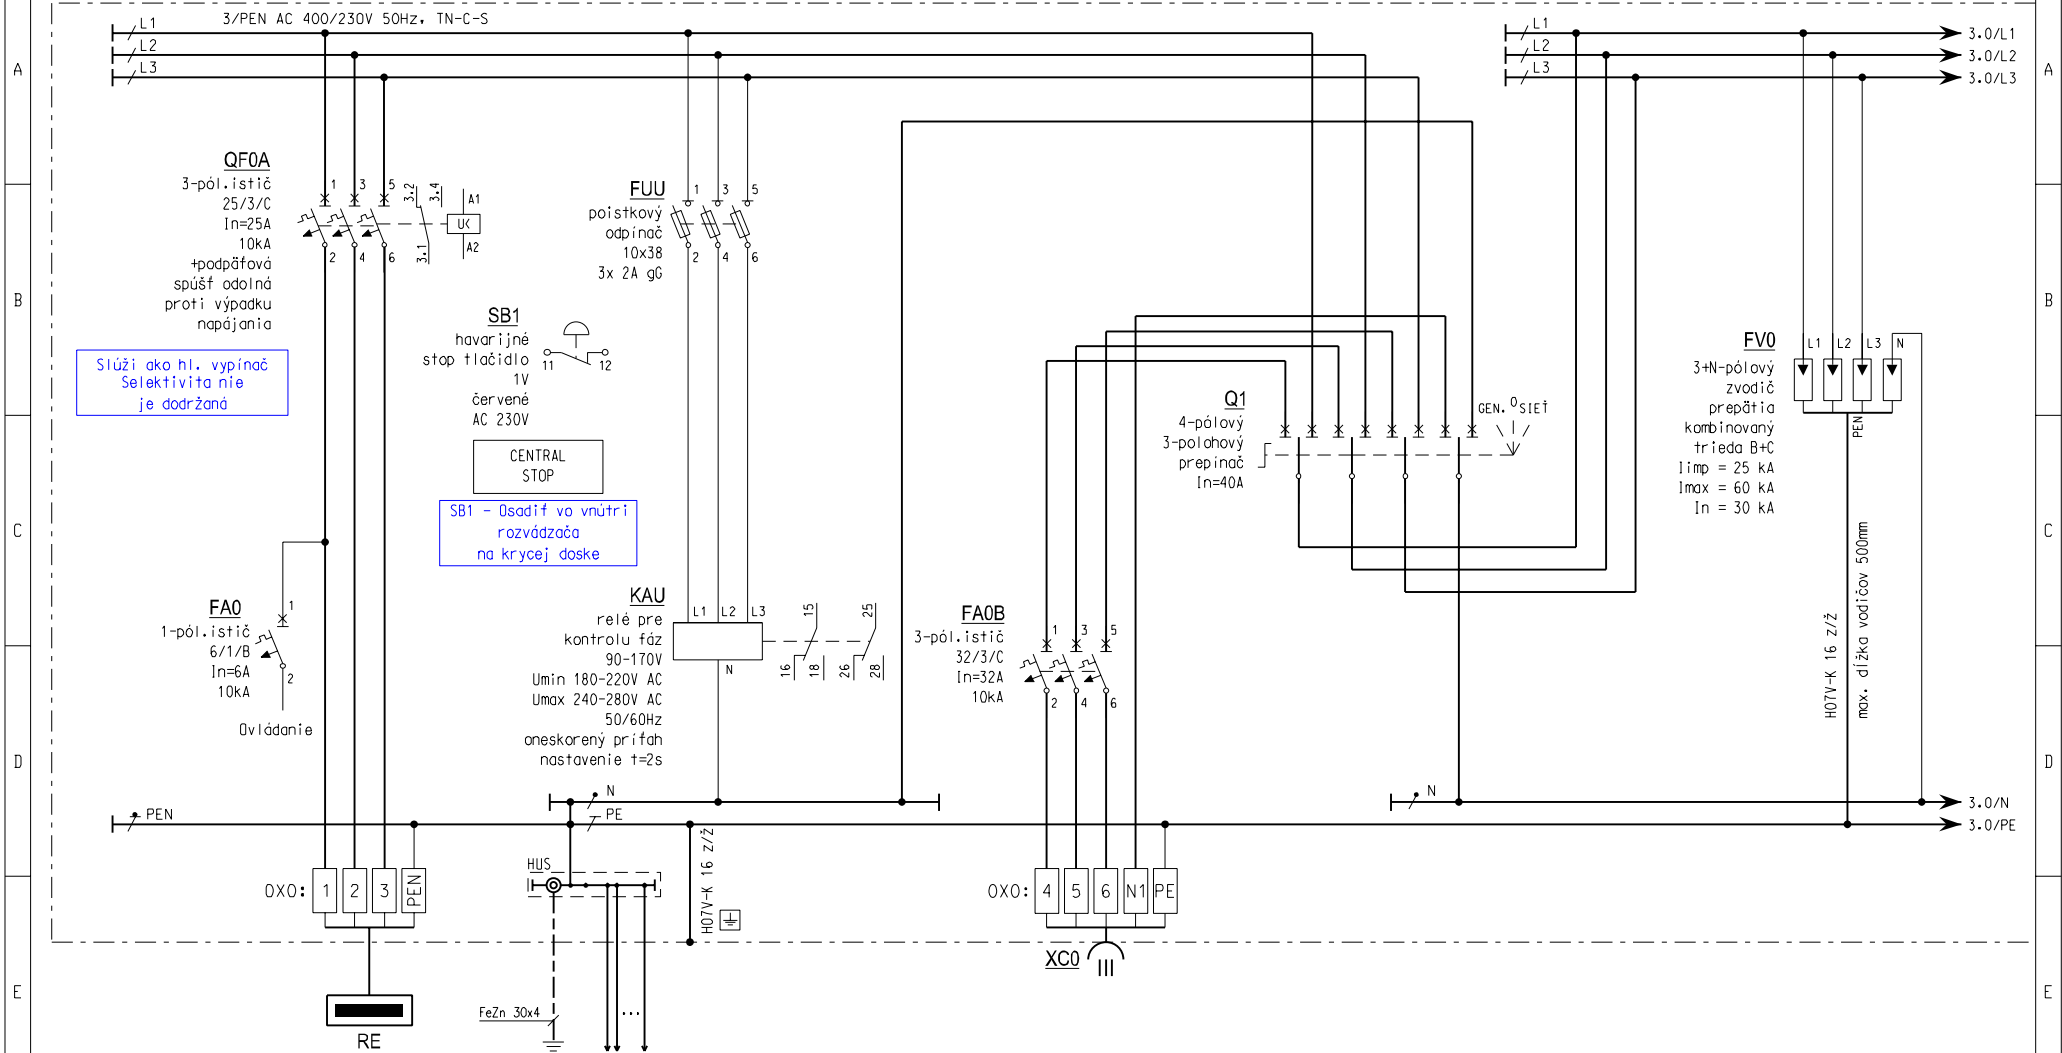 3/PEN AC 400/230V 50Hz, TN-C-S
L1
L2
L3
L1
L2
L3
3.0/L1
3.0/L2
3.0/L3
A
A
B
B
C
C
D
D
E
E
QF0A
3-pól.istič
25/3/C
In=25A
10kA
+podpäťová
spúšť odolná
proti výpadku
napájania
1
3
5
2
4
6
3.2
3.4
3.1
A1
U<
A2
Slúži ako hl. vypínač
Selektivita nie
je dodržaná
FUU
poistkový
odpínač
10x38
3x 2A gG
1
3
5
2
4
6
SB1
havarijné
stop tlačidlo
1V
červené
AC 230V
11
12
CENTRAL
STOP
SB1 - Osadiť vo vnútri
rozvádzača
na krycej doske
Q1
4-pólový
3-polohový
prepínač
In=40A
GEN.
0
SIEŤ
FV0
3+N-pólový
zvodič
prepätia
kombinovaný
trieda B+C
Iimp = 25 kA
Imax = 60 kA
In = 30 kA
L1
L2
L3
N
PEN
H07V-K 16 z/ž
max. dĺžka vodičov 500mm
FA0
1-pól.istič
6/1/B
In=6A
10kA
1
2
Ovládanie
KAU
relé pre
kontrolu fáz
90-170V
Umin 180-220V AC
Umax 240-280V AC
50/60Hz
oneskorený príťah
nastavenie t=2s
L1
L2
L3
N
15
16
18
25
26
28
FA0B
3-pól.istič
32/3/C
In=32A
10kA
1
3
5
2
4
6
PEN
N
PE
N
3.0/N
3.0/PE
0X0:
1
2
3
PEN
HUS
H07V-K 16 z/ž
0X0:
4
5
6
N1
PE
XC0
RE
FeZn 30x4
...